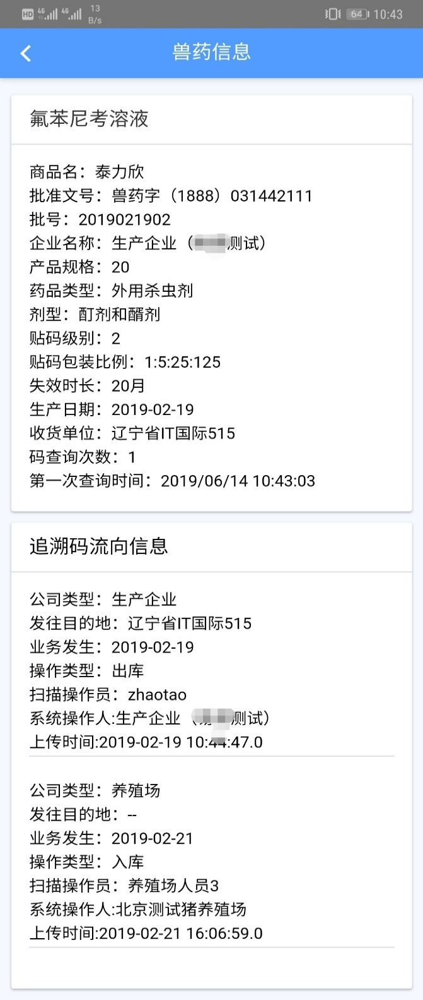 HD 4G 4G 13 B/s 64 10:43
兽药信息
氟苯尼考溶液
商品名：泰力欣
批准文号：兽药字（1888）031442111
批号：2019021902
企业名称：生产企业（测试）
产品规格：20
药品类型：外用杀虫剂
剂型：酊剂和醑剂
贴码级别：2
贴码包装比例：1:5:25:125
失效时长：20月
生产日期：2019-02-19
收货单位：辽宁省IT国际515
码查询次数：1
第一次查询时间：2019/06/14 10:43:03
追溯码流向信息
公司类型：生产企业
发往目的地：辽宁省IT国际515
业务发生：2019-02-19
操作类型：出库
扫描操作员：zhaotao
系统操作人:生产企业（测试）
上传时间:2019-02-19 10:44:47.0
公司类型：养殖场
发往目的地：--
业务发生：2019-02-21
操作类型：入库
扫描操作员：养殖场人员3
系统操作人:北京测试猪养殖场
上传时间:2019-02-21 16:06:59.0